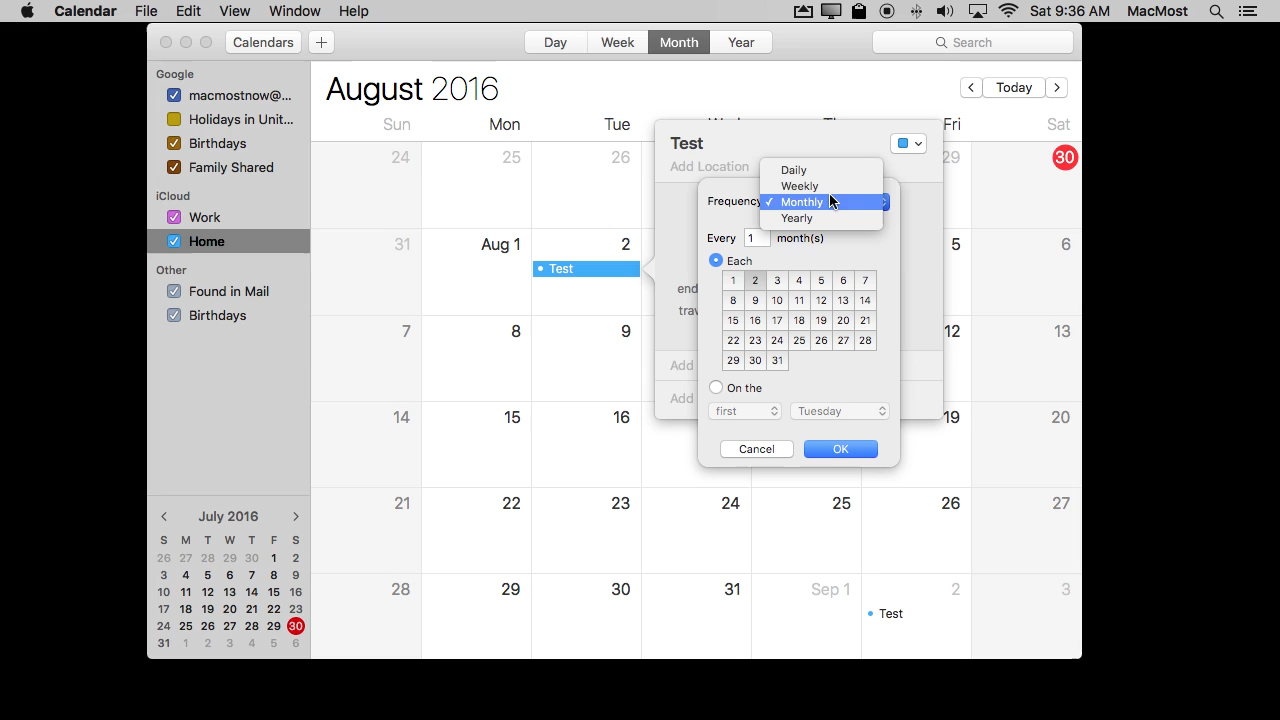 Calendar File Edit View Window Help Sat 9:36 AM MacMost
Calendars + Day Week Month Year Search
Google
macmostnow@...
Holidays in Unit...
Birthdays
Family Shared
iCloud
Work
Home
Other
Found in Mail
Birthdays
July 2016
S M T W T F S
26 27 28 29 30 1 2
3 4 5 6 7 8 9
10 11 12 13 14 15 16
17 18 19 20 21 22 23
24 25 26 27 28 29 30
31 1 2 3 4 5 6
August 2016
Today
Sun Mon Tue Fri Sat
24 25 26 29 30
31 Aug 1 2 5 6
Test
7 8 9 12 13
14 15 16 19 20
21 22 23 24 25 26 27
28 29 30 31 Sep 1 2 3
Test
Test
Add Location
end
trav
Add
Add
Frequency
Daily
Weekly
✓ Monthly
Yearly
Every 1 month(s)
Each
1 2 3 4 5 6 7
8 9 10 11 12 13 14
15 16 17 18 19 20 21
22 23 24 25 26 27 28
29 30 31
On the
first Tuesday
Cancel OK